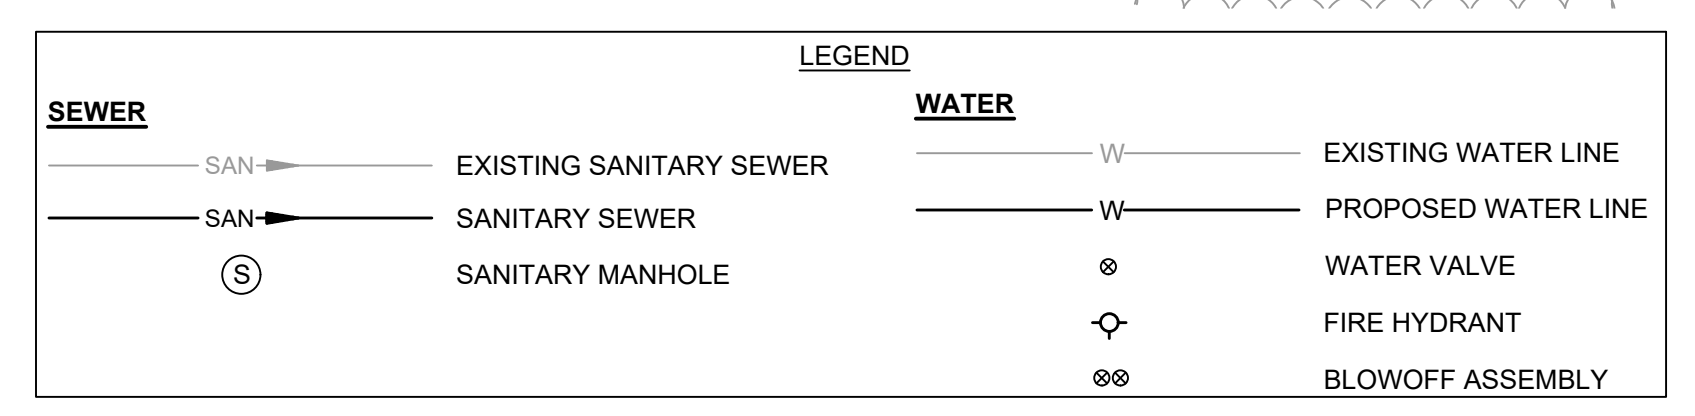 LEGEND
SEWER
SAN EXISTING SANITARY SEWER
SAN SANITARY SEWER
S SANITARY MANHOLE
WATER
W EXISTING WATER LINE
W PROPOSED WATER LINE
WATER VALVE
FIRE HYDRANT
BLOWOFF ASSEMBLY